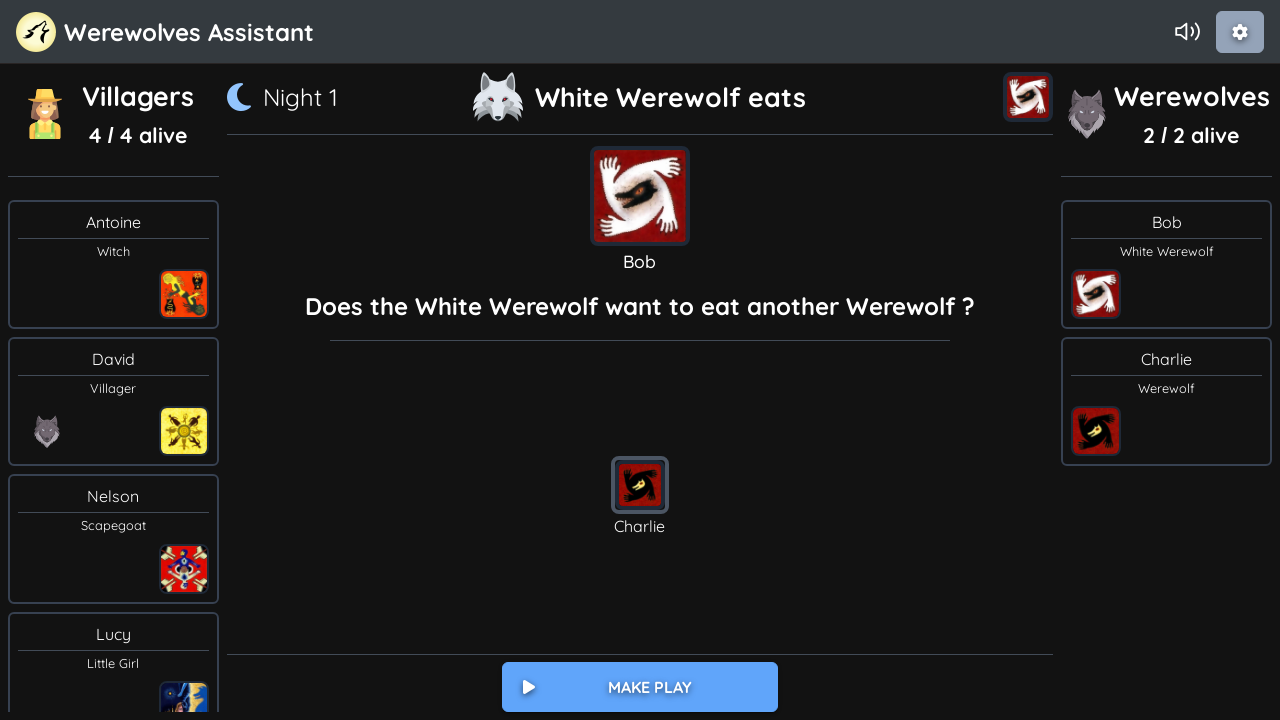 Werewolves Assistant
Villagers
4 / 4 alive
Antoine
Witch
David
Villager
Nelson
Scapegoat
Lucy
Little Girl
Night 1
White Werewolf eats
Bob
Does the White Werewolf want to eat another Werewolf ?
Charlie
MAKE PLAY
Werewolves
2 / 2 alive
Bob
White Werewolf
Charlie
Werewolf